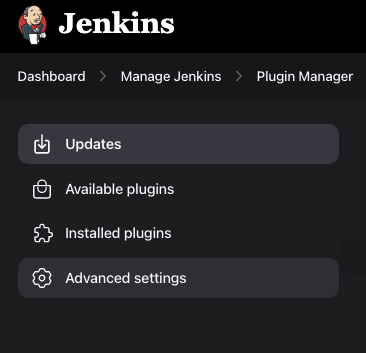 Jenkins
Dashboard > Manage Jenkins > Plugin Manager
Updates
Available plugins
Installed plugins
Advanced settings